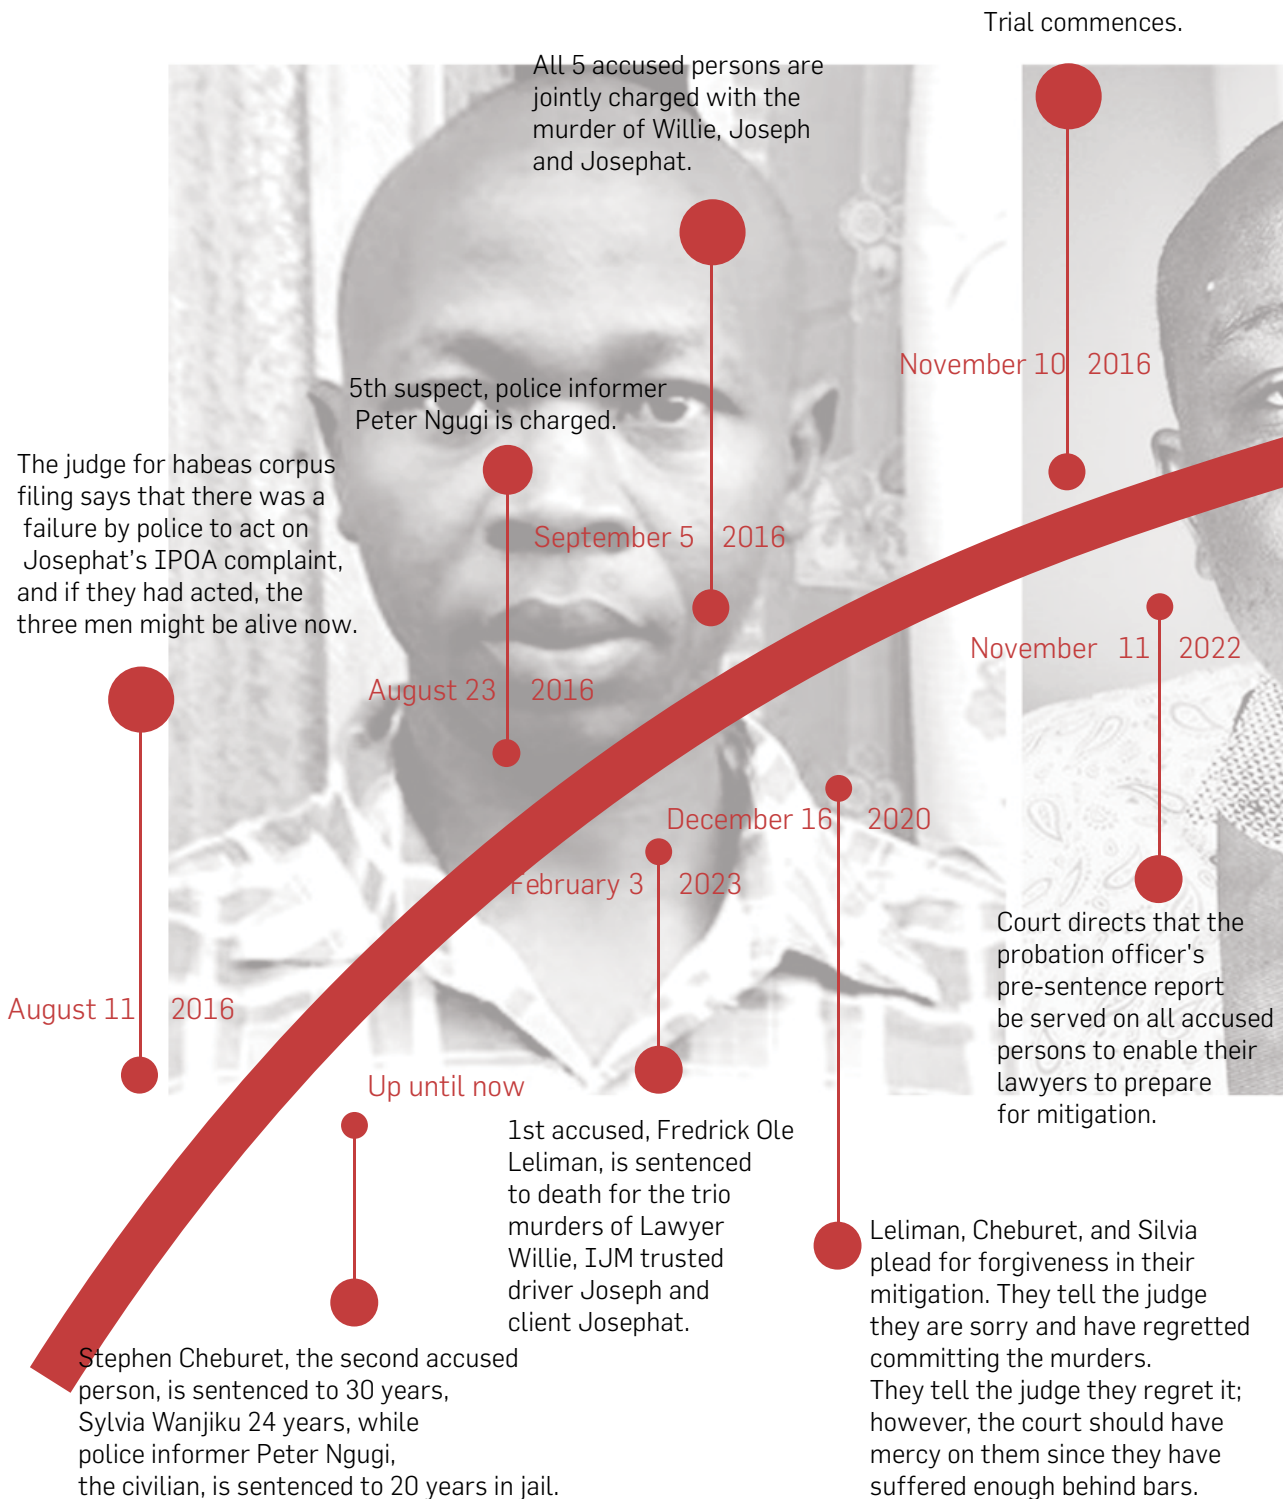 Trial commences.
All 5 accused persons are
jointly charged with the
murder of Willie, Joseph
and Josephat.
November 10 2016
5th suspect, police informer
Peter Ngugi is charged.
The judge for habeas corpus
filing says that there was a
failure by police to act on
Josephat's IPOA complaint,
and if they had acted, the
three men might be alive now.
September 5 2016
August 23 2016
November 11 2022
December 16 2020
February 3 2023
August 11 2016
Court directs that the
probation officer's
pre-sentence report
be served on all accused
persons to enable their
lawyers to prepare
for mitigation.
Up until now
1st accused, Fredrick Ole
Leliman, is sentenced
to death for the trio
murders of Lawyer
Willie, IJM trusted
driver Joseph and
client Josephat.
Leliman, Cheburet, and Silvia
plead for forgiveness in their
mitigation. They tell the judge
they are sorry and have regretted
committing the murders.
They tell the judge they regret it;
however, the court should have
mercy on them since they have
suffered enough behind bars.
Stephen Cheburet, the second accused
person, is sentenced to 30 years,
Sylvia Wanjiku 24 years, while
police informer Peter Ngugi,
the civilian, is sentenced to 20 years in jail.